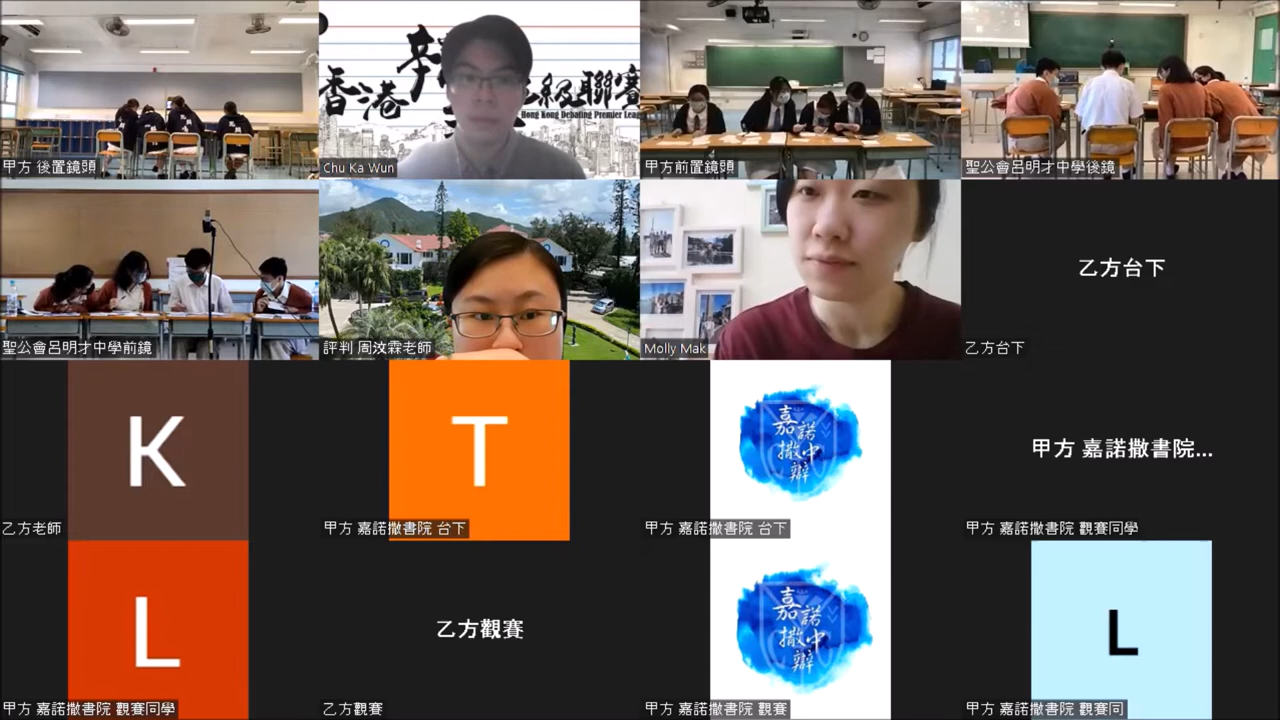 甲方 後置鏡頭
香港
級聯賽
Hong Kong Debating Premier Leag
Chu Ka Wun
甲方前置鏡頭
聖公會呂明才中學後鏡
聖公會呂明才中學前鏡
評判 周汶霖老師
Molly Mak
乙方台下
乙方台下
K
乙方老師
T
甲方 嘉諾撒書院 台下
嘉諾
撒中
辯
甲方 嘉諾撒書院 台下
甲方 嘉諾撒書院...
甲方 嘉諾撒書院 觀賽同學
L
甲方 嘉諾撒書院 觀賽同學
乙方觀賽
乙方觀賽
嘉諾
撒中
辯
甲方 嘉諾撒書院 觀賽
L
甲方 嘉諾撒書院 觀賽同